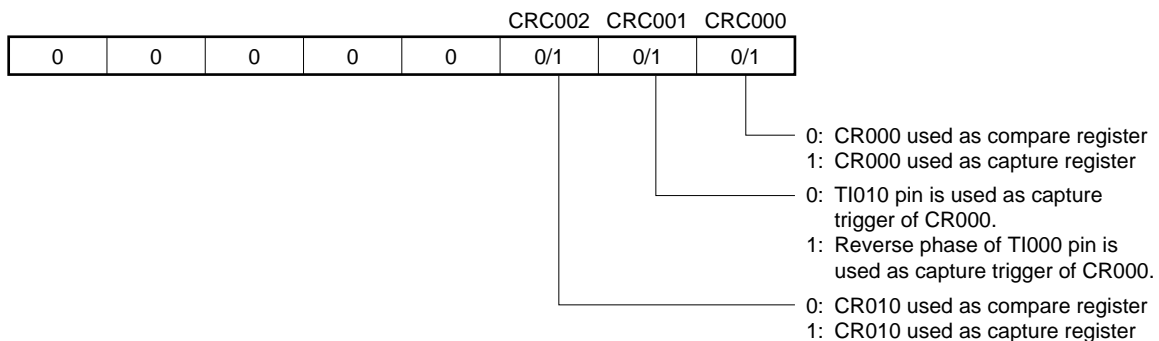 CRC002 CRC001 CRC000
0 0 0 0 0 0/1 0/1 0/1
0: CR000 used as compare register
1: CR000 used as capture register
0: TI010 pin is used as capture
trigger of CR000.
1: Reverse phase of TI000 pin is
used as capture trigger of CR000.
0: CR010 used as compare register
1: CR010 used as capture register